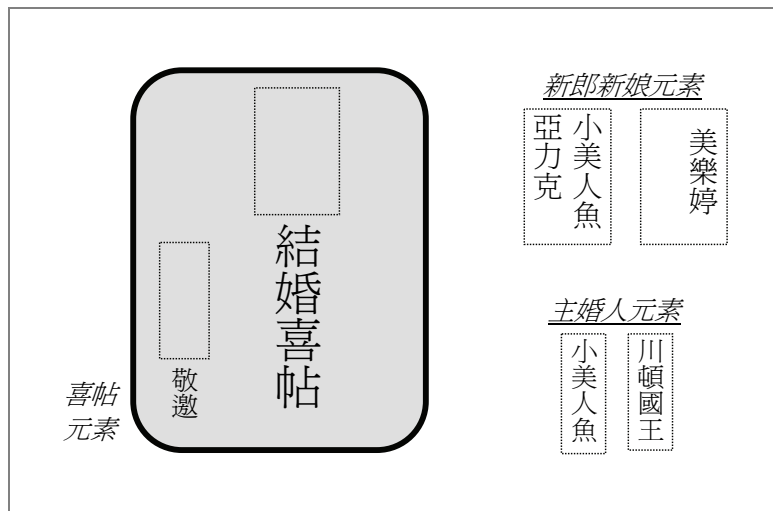 結婚喜帖
敬邀
喜帖
元素
新郎新娘元素
小美人魚
亞力克
美樂婷
主婚人元素
小美人魚
川頓國王